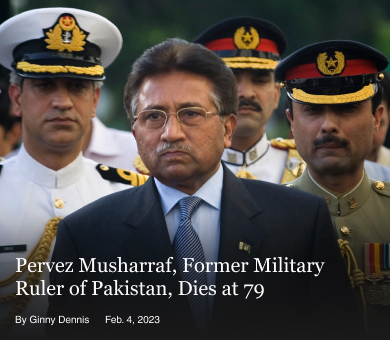 Pervez Musharraf, Former Military
Ruler of Pakistan, Dies at 79
By Ginny Dennis Feb. 4, 2023